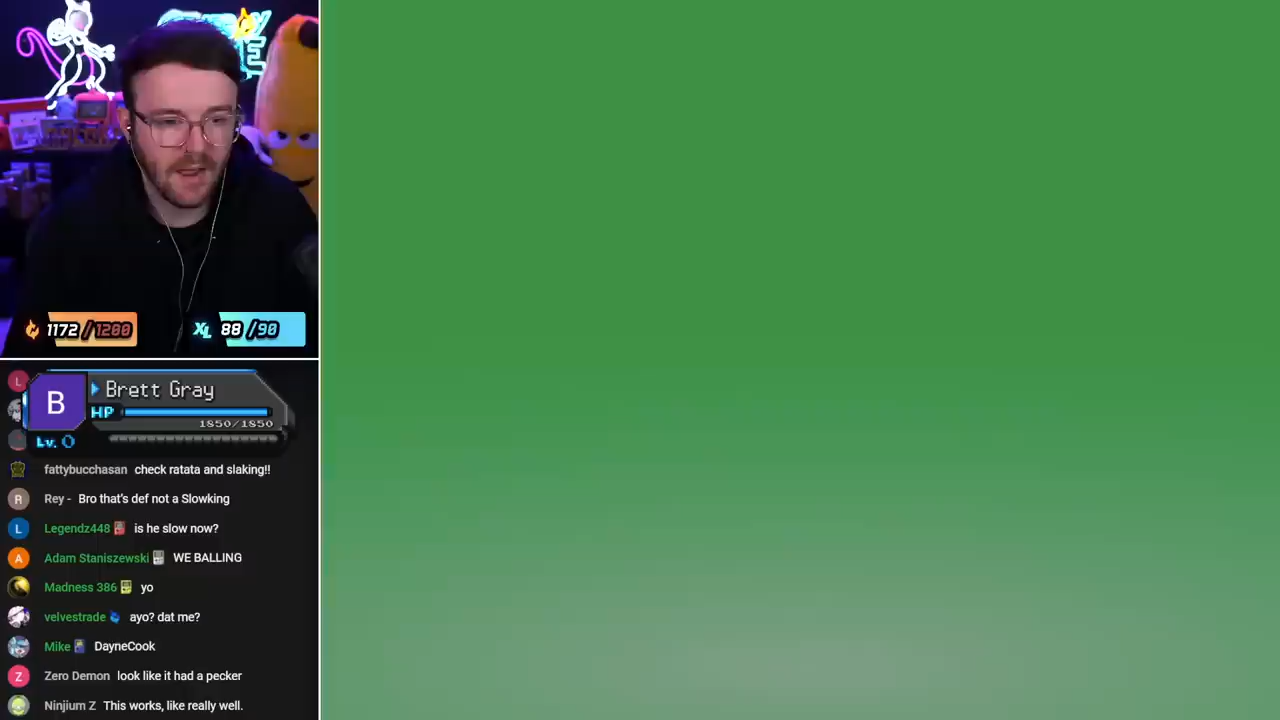 1172/1200
XL 88/90
L
B
Brett Gray
HP
1850/1850
Lv. 0
fattybucchasan check ratata and slaking!!
R Rey - Bro that's def not a Slowking
L Legendz448 is he slow now?
A Adam Staniszewski WE BALLING
Madness 386 yo
velvestrade ayo? dat me?
Mike DayneCook
Z Zero Demon look like it had a pecker
Ninjium Z This works, like really well.